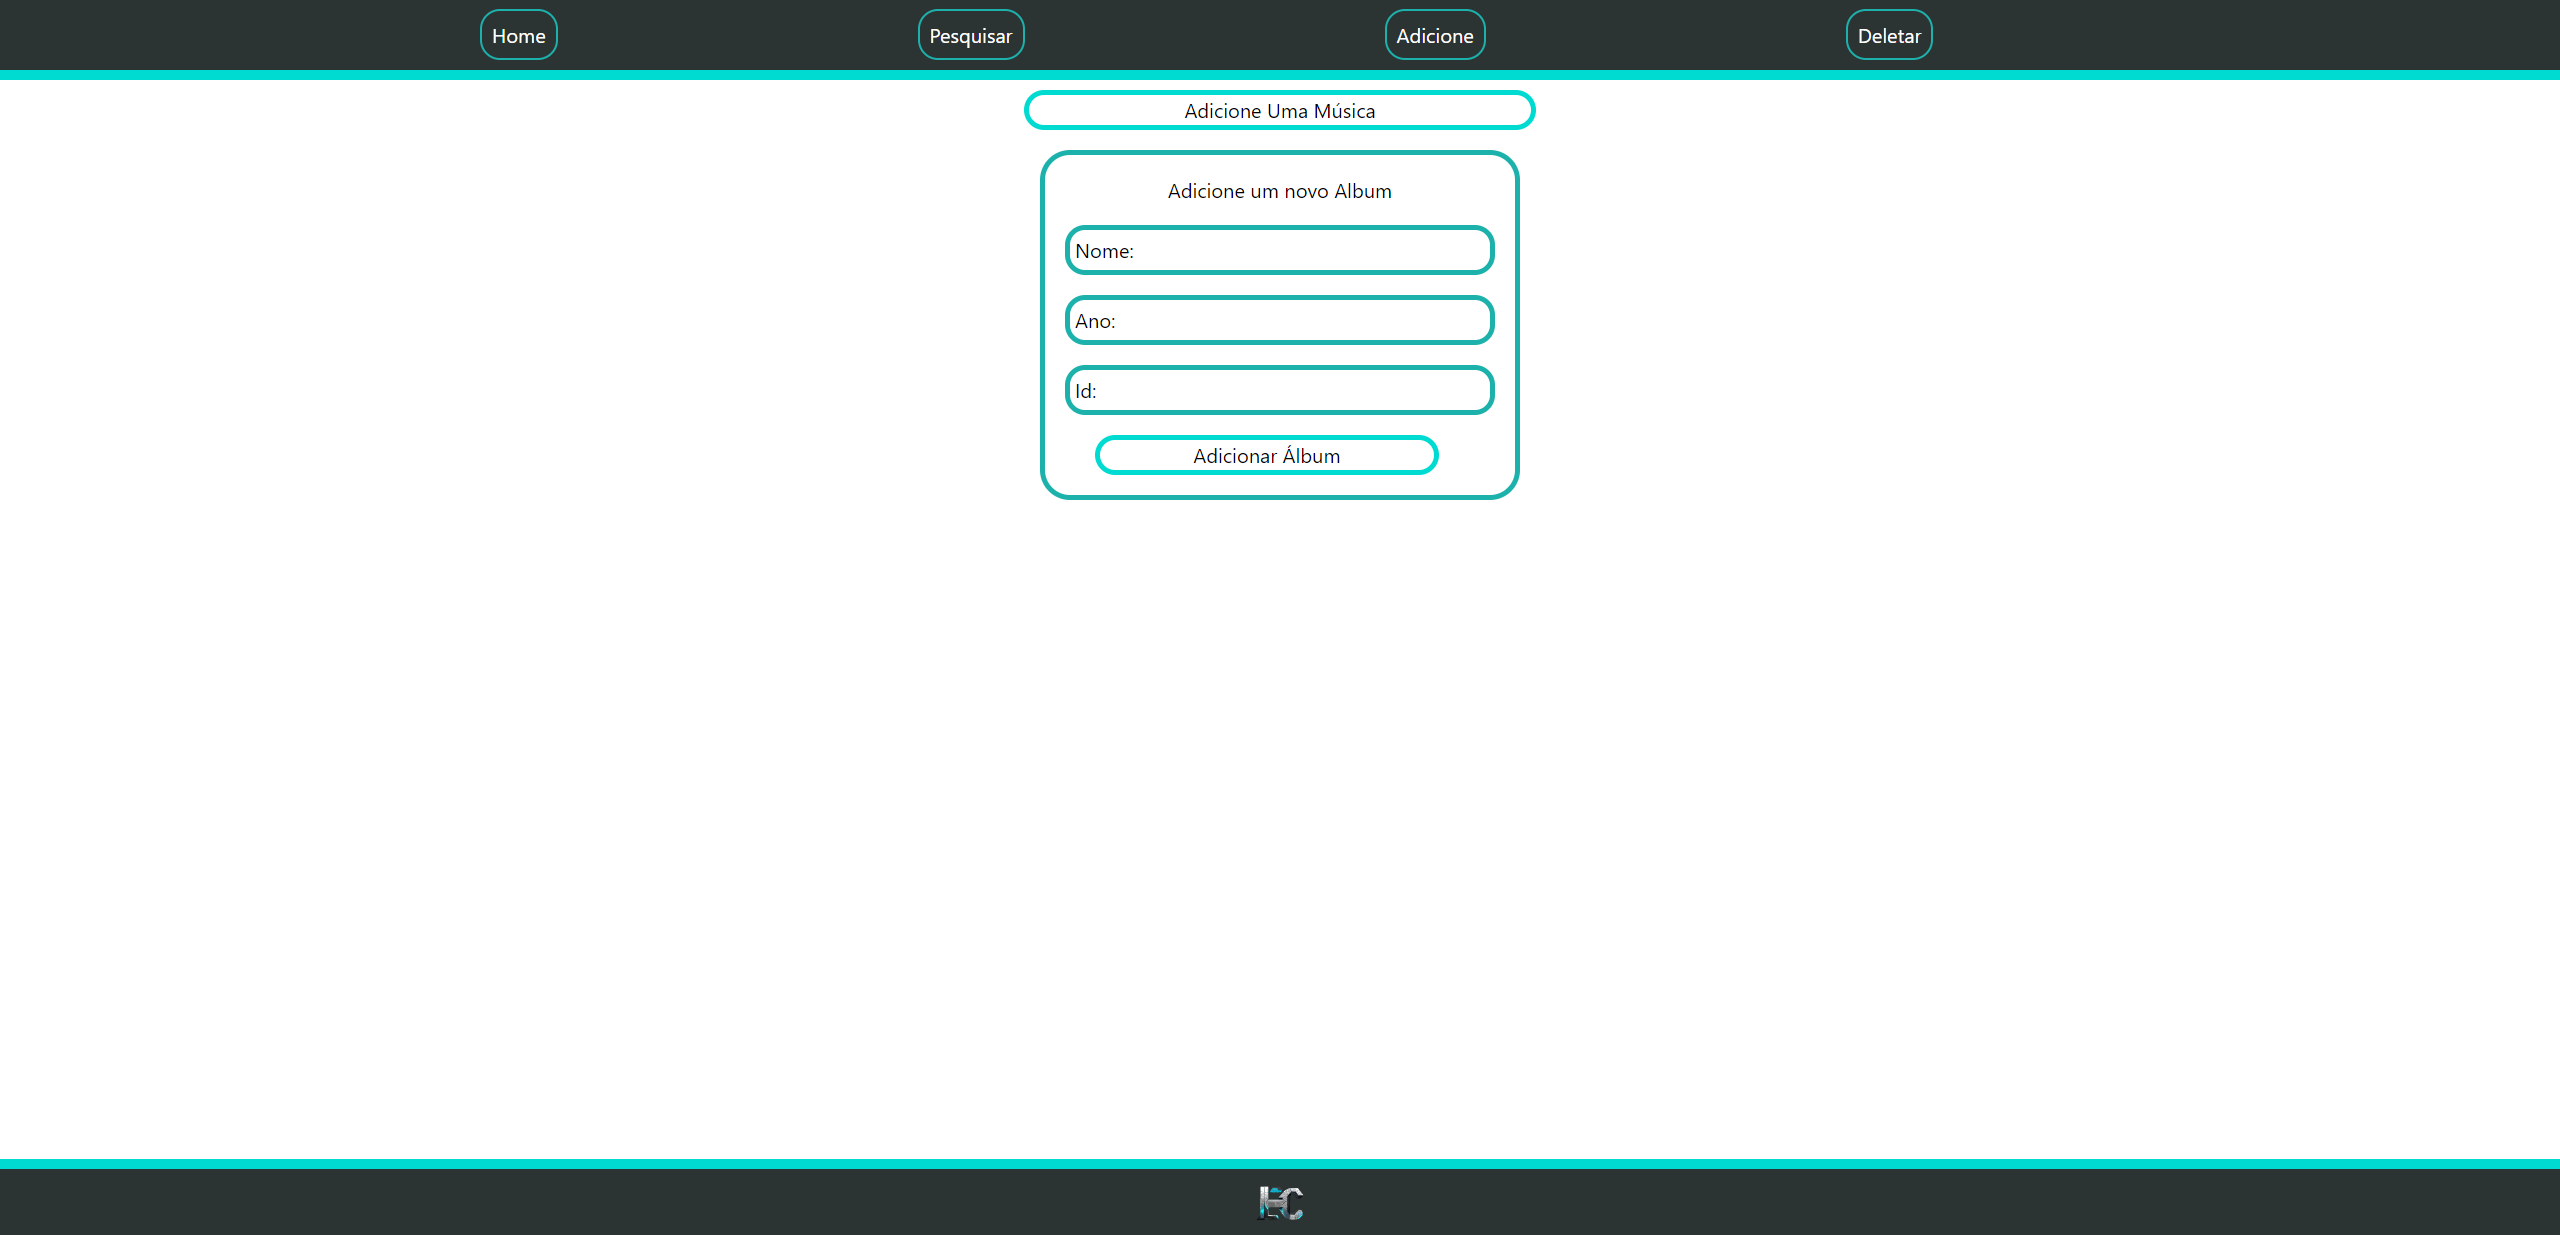 Home Pesquisar Adicione Deletar
Adicione Uma Música
Adicione um novo Album
Nome:
Ano:
Id:
Adicionar Álbum